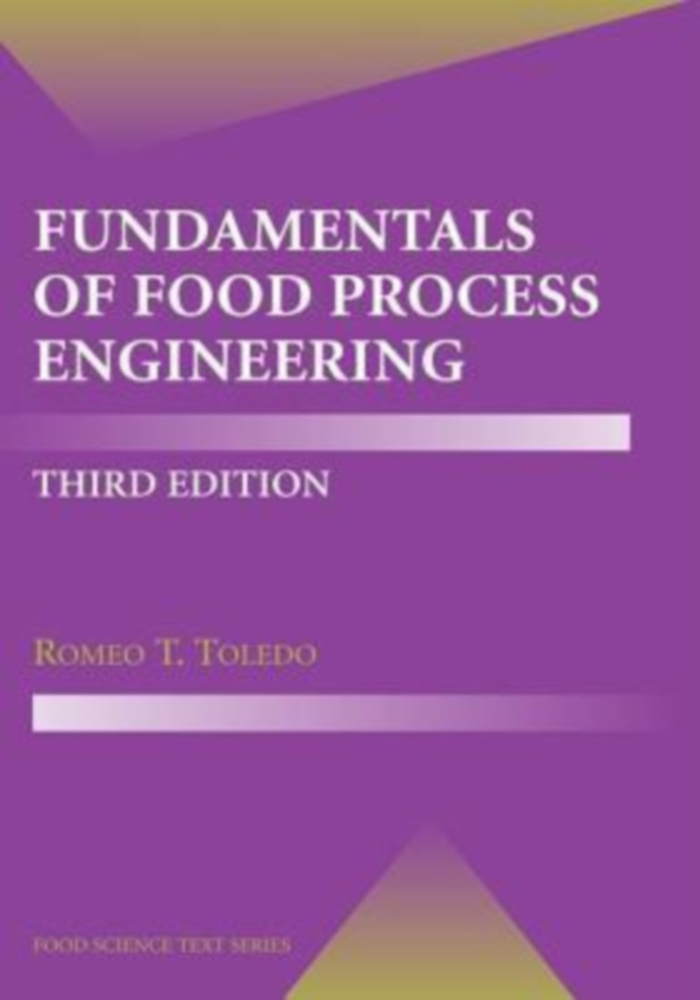 FUNDAMENTALS
OF FOOD PROCESS
ENGINEERING
THIRD EDITION
ROMEO T. TOLEDO
FOOD SCIENCE TEXT SERIES